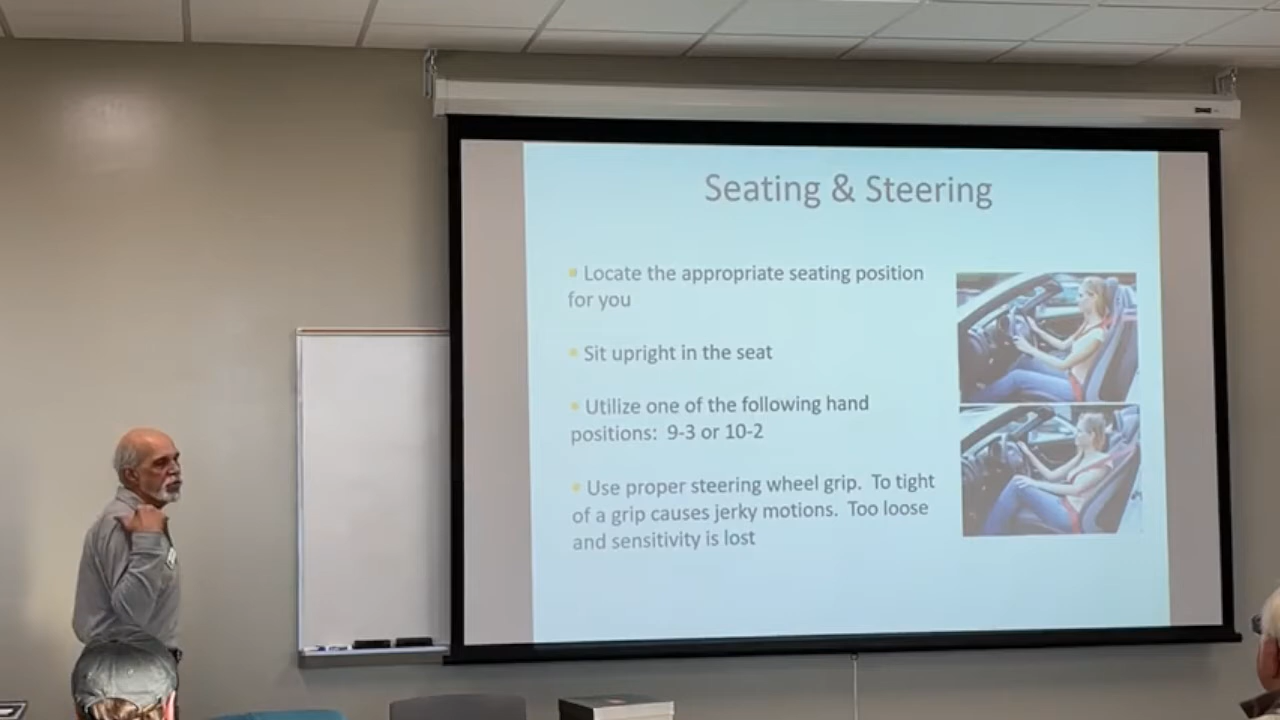 Seating & Steering
▪ Locate the appropriate seating position
for you
▪ Sit upright in the seat
▪ Utilize one of the following hand
positions:  9-3 or 10-2
▪ Use proper steering wheel grip.  To tight
of a grip causes jerky motions.  Too loose
and sensitivity is lost